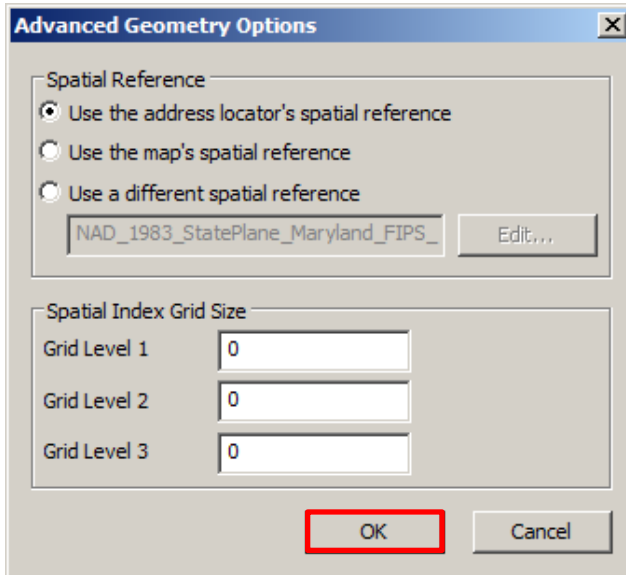 Advanced Geometry Options
Spatial Reference
Use the address locator's spatial reference
Use the map's spatial reference
Use a different spatial reference
NAD_1983_StatePlane_Maryland_FIPS_
Edit...
Spatial Index Grid Size
Grid Level 1 0
Grid Level 2 0
Grid Level 3 0
OK Cancel